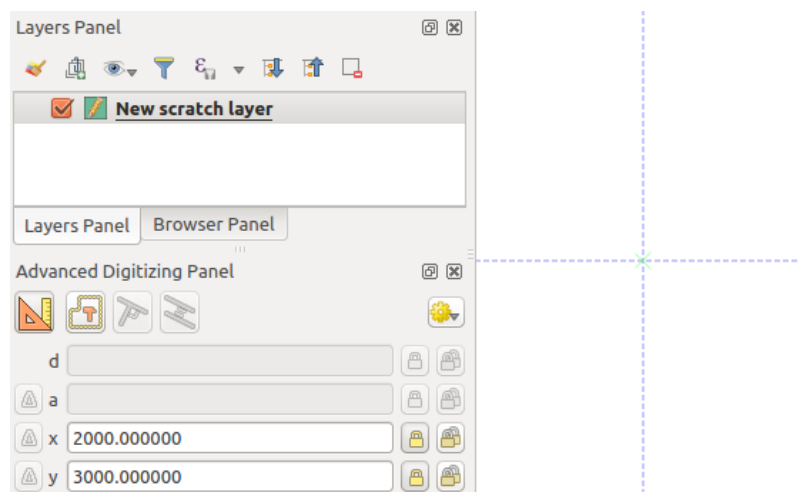 Layers Panel
New scratch layer
Layers Panel Browser Panel
Advanced Digitizing Panel
d
a
x 2000.000000
y 3000.000000